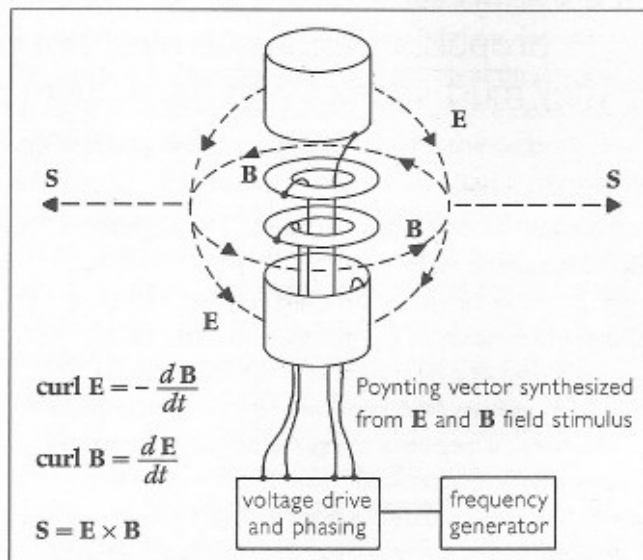 E
B
S
S
B
E
curl E = - dB/dt
Poynting vector synthesized
from E and B field stimulus
curl B = dE/dt
voltage drive
and phasing
frequency
generator
S = E × B